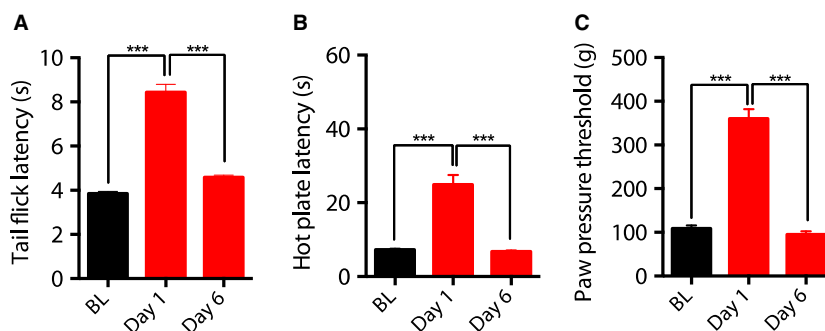 A
Tail flick latency (s)
10
8
6
4
2
0
*** ***
BL Day 1 Day 6
B
Hot plate latency (s)
60
40
20
0
*** ***
BL Day 1 Day 6
C
Paw pressure threshold (g)
500
400
300
200
100
0
*** ***
BL Day 1 Day 6